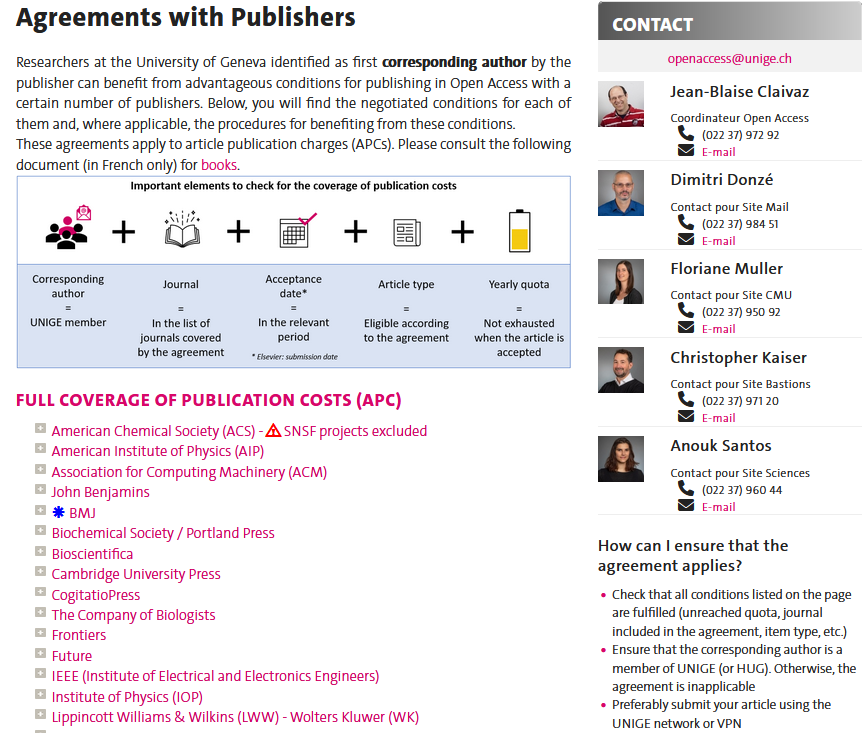 Agreements with Publishers
Researchers at the University of Geneva identified as first corresponding author by the
publisher can benefit from advantageous conditions for publishing in Open Access with a
certain number of publishers. Below, you will find the negotiated conditions for each of
them and, where applicable, the procedures for benefiting from these conditions.
These agreements apply to article publication charges (APCs). Please consult the following
document (in French only) for books.
Important elements to check for the coverage of publication costs
Corresponding
author
=
UNIGE member
Journal
=
In the list of
journals covered
by the agreement
Acceptance
date*
=
In the relevant
period
* Elsevier: submission date
Article type
=
Eligible according
to the agreement
Yearly quota
=
Not exhausted
when the article is
accepted
FULL COVERAGE OF PUBLICATION COSTS (APC)
American Chemical Society (ACS) - SNSF projects excluded
American Institute of Physics (AIP)
Association for Computing Machinery (ACM)
John Benjamins
BMJ
Biochemical Society / Portland Press
Bioscientifica
Cambridge University Press
CogitatioPress
The Company of Biologists
Frontiers
Future
IEEE (Institute of Electrical and Electronics Engineers)
Institute of Physics (IOP)
Lippincott Williams & Wilkins (LWW) - Wolters Kluwer (WK)
CONTACT
openaccess@unige.ch
Jean-Blaise Claivaz
Coordinateur Open Access
(022 37) 972 92
E-mail
Dimitri Donzé
Contact pour Site Mail
(022 37) 984 51
E-mail
Floriane Muller
Contact pour Site CMU
(022 37) 950 92
E-mail
Christopher Kaiser
Contact pour Site Bastions
(022 37) 971 20
E-mail
Anouk Santos
Contact pour Site Sciences
(022 37) 960 44
E-mail
How can I ensure that the
agreement applies?
• Check that all conditions listed on the page
are fulfilled (unreached quota, journal
included in the agreement, item type, etc.)
• Ensure that the corresponding author is a
member of UNIGE (or HUG). Otherwise, the
agreement is inapplicable
• Preferably submit your article using the
UNIGE network or VPN